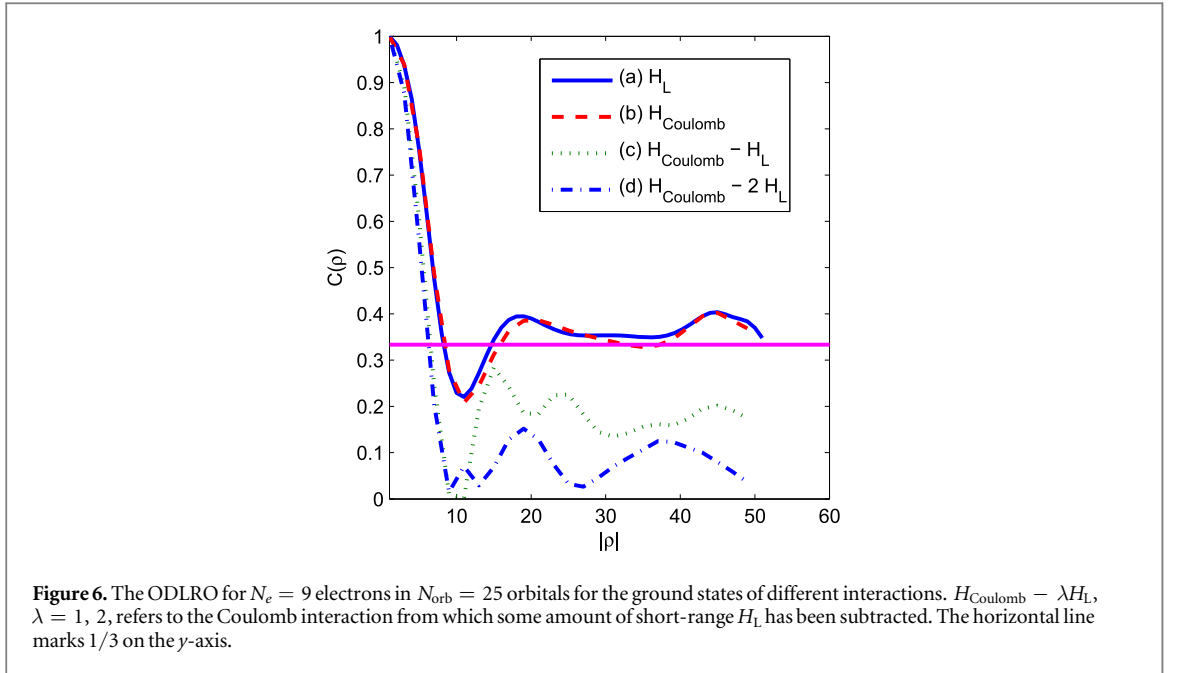 1
0.9
0.8
0.7
0.6
0.5
0.4
0.3
0.2
0.1
0
C(ρ)
(a) H_L
(b) H_Coulomb
(c) H_Coulomb − H_L
(d) H_Coulomb − 2 H_L
10 20 30 40 50 60
|ρ|
Figure 6. The ODLRO for N_e = 9 electrons in N_orb = 25 orbitals for the ground states of different interactions. H_Coulomb − λH_L,
λ = 1, 2, refers to the Coulomb interaction from which some amount of short-range H_L has been subtracted. The horizontal line
marks 1/3 on the y-axis.